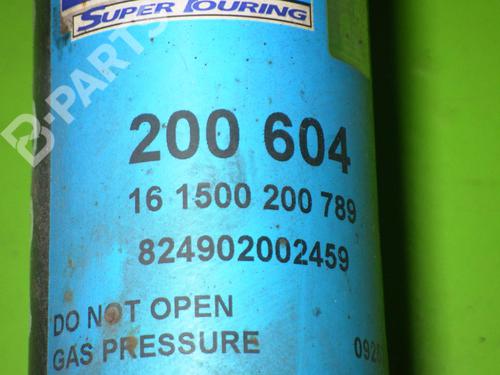 SUPER TOURING
200 604
16 1500 200 789
824902002459
DO NOT OPEN
GAS PRESSURE
B-PARTS